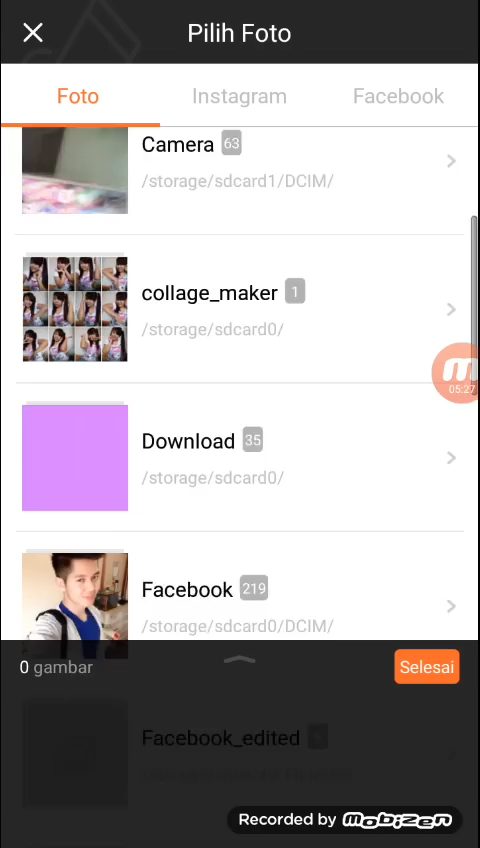 Pilih Foto
Foto Instagram Facebook
Camera 63
/storage/sdcard1/DCIM/
collage_maker 1
/storage/sdcard0/
05:27
Download 35
/storage/sdcard0/
Facebook 219
/storage/sdcard0/DCIM/
0 gambar
Selesai
Facebook_edited
Recorded by Mobizen